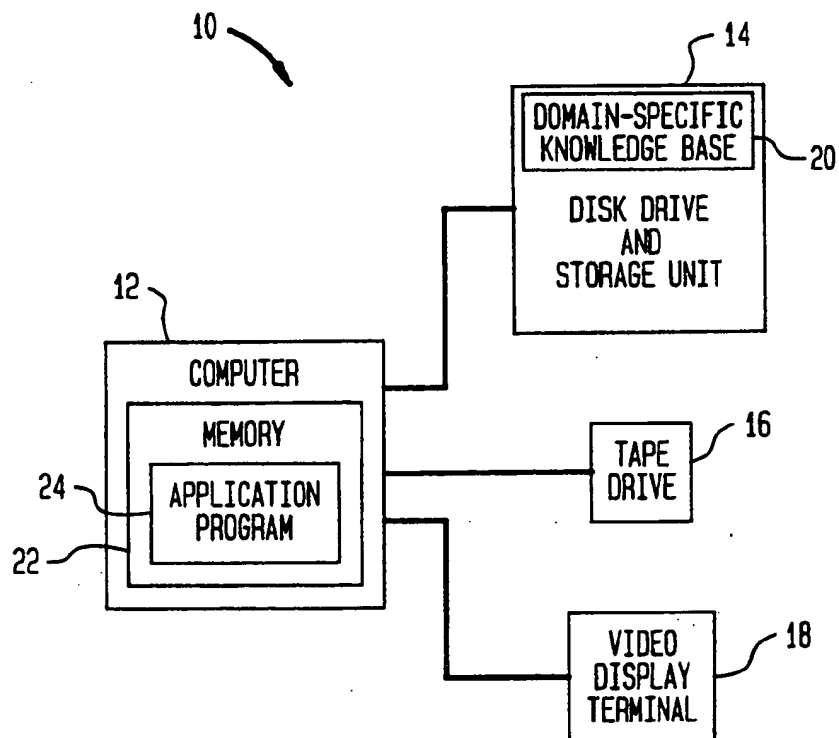 10
14
DOMAIN-SPECIFIC
KNOWLEDGE BASE
20
DISK DRIVE
AND
STORAGE UNIT
12
COMPUTER
MEMORY
24
APPLICATION
PROGRAM
22
16
TAPE
DRIVE
18
VIDEO
DISPLAY
TERMINAL